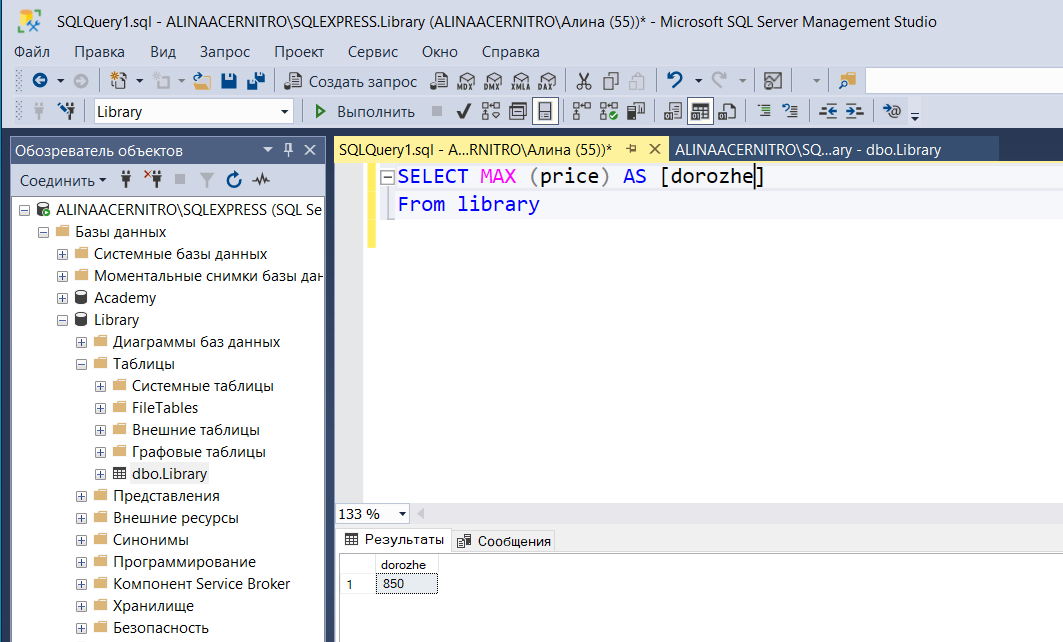 SQLQuery1.sql - ALINAACERNITRO\SQLEXPRESS.Library (ALINAACERNITRO\Алина (55))* - Microsoft SQL Server Management Studio
Файл Правка Вид Запрос Проект Сервис Окно Справка
Создать запрос MDX DMX XMLA DAX
Library Выполнить
Обозреватель объектов
SQLQuery1.sql - A...RNITRO\Алина (55))* ALINAACERNITRO\SQ...ary - dbo.Library
Соединить
ALINAACERNITRO\SQLEXPRESS (SQL Se
Базы данных
Системные базы данных
Моментальные снимки базы дан
Academy
Library
Диаграммы баз данных
Таблицы
Системные таблицы
FileTables
Внешние таблицы
Графовые таблицы
dbo.Library
Представления
Внешние ресурсы
Синонимы
Программирование
Компонент Service Broker
Хранилище
Безопасность
SELECT MAX (price) AS [dorozhe]
From library
133 %
Результаты Сообщения
dorozhe
1 850